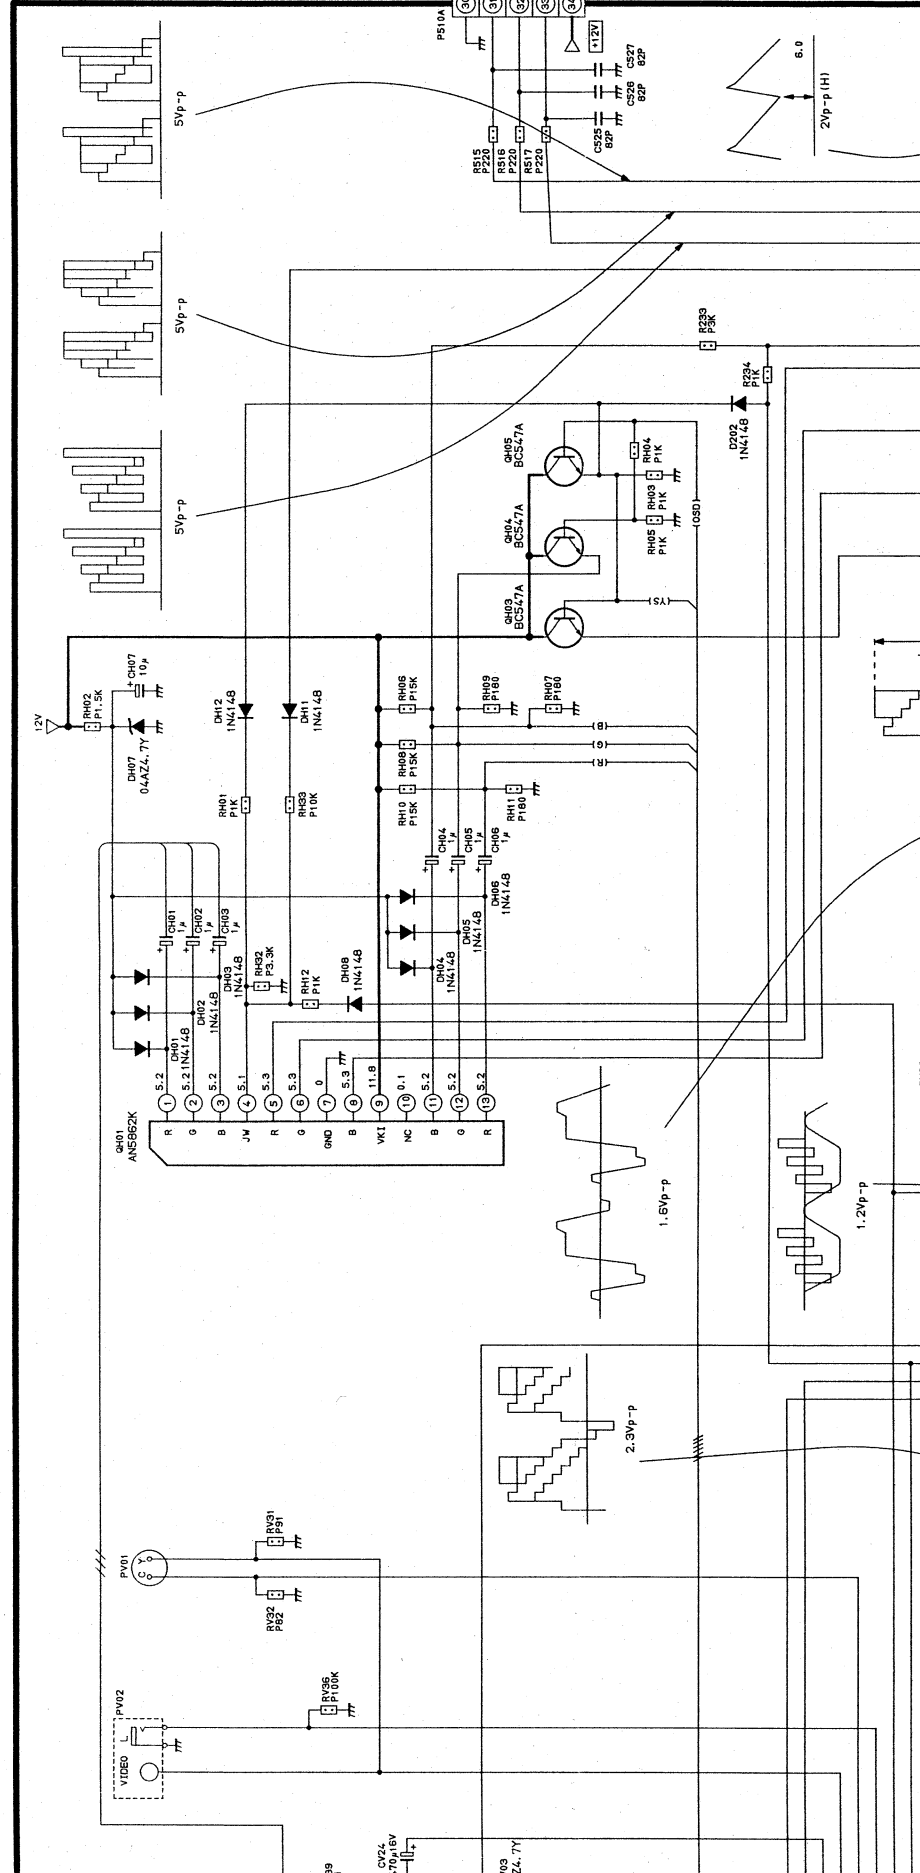 P510A
30
31
32
33
34
+12V
C527
82P
C526
82P
C525
82P
R515
P220
R516
P220
R517
P220
6.0
2Vp-p(H)
5Vp-p
5Vp-p
5Vp-p
R233
P3K
R234
P1K
D202
1N4148
QH05
BC547A
QH04
BC547A
QH03
BC547A
RH04
P1K
RH03
P1K
RH05
P1K
(OSD)
(YS)
12V
RH02
P1.5K
+
CH07
10μ
DH07
04AZ4.7Y
DH12
1N4148
DH11
1N4148
RH01
P1K
RH33
P10K
RH06
P15K
RH09
P180
RH07
P180
RH08
P15K
RH10
P15K
RH11
P180
(B)
(G)
(R)
+
CH04
1μ
+
CH05
1μ
+
CH06
1μ
DH06
1N4148
DH05
1N4148
DH04
1N4148
+
CH01
1μ
+
CH02
1μ
+
CH03
1μ
DH03
1N4148
DH02
1N4148
DH01
1N4148
RH32
P3.3K
RH12
P1K
DH08
1N4148
QH01
AN5862K
5.2 1 R
5.2 2 G
5.2 3 B
5.1 4 JW
5.3 5 R
5.3 6 G
0 7 GND
5.3 8 B
11.8 9 VKI
0.1 10 NC
5.2 11 B
5.2 12 G
5.2 13 R
1.6Vp-p
1.2Vp-p
2.3Vp-p
PV01
C Y
RV31
P91
RV32
P82
PV02
VIDEO
L
RV36
P100K
CV24
70μ16V
+
V03
Z4.7Y
39